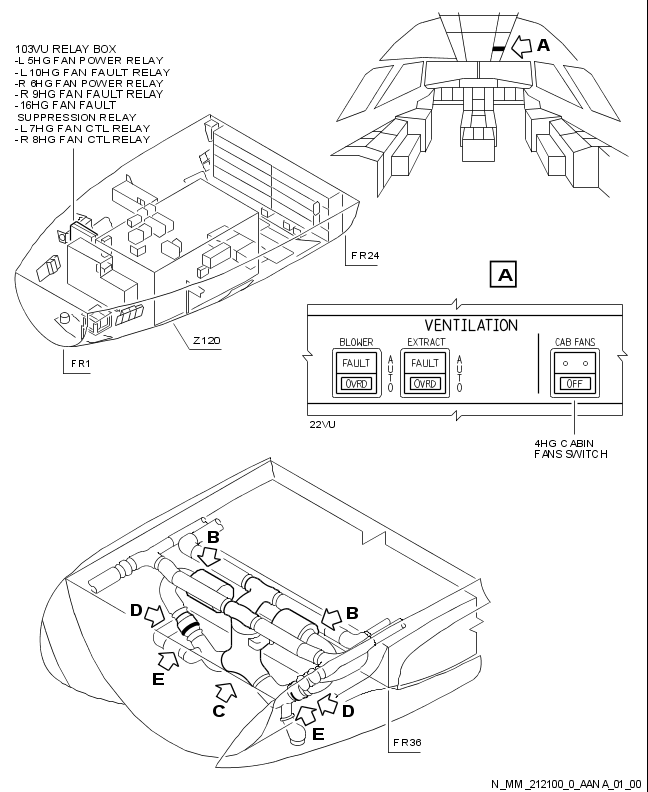 103VU RELAY BOX
-L 5HG FAN POWER RELAY
-L 10HG FAN FAULT RELAY
-R 6HG FAN POWER RELAY
-R 9HG FAN FAULT RELAY
-16HG FAN FAULT
SUPPRESSION RELAY
-L 7HG FAN CTL RELAY
-R 8HG FAN CTL RELAY
A
FR24
Z120
FR1
A
VENTILATION
BLOWER EXTRACT CAB FANS
FAULT AUTO FAULT AUTO
OVRD OVRD OFF
22VU
4HG CABIN
FANS SWITCH
B
D
B
E
C
D
E
FR36
N_MM_212100_0_AANA_01_00